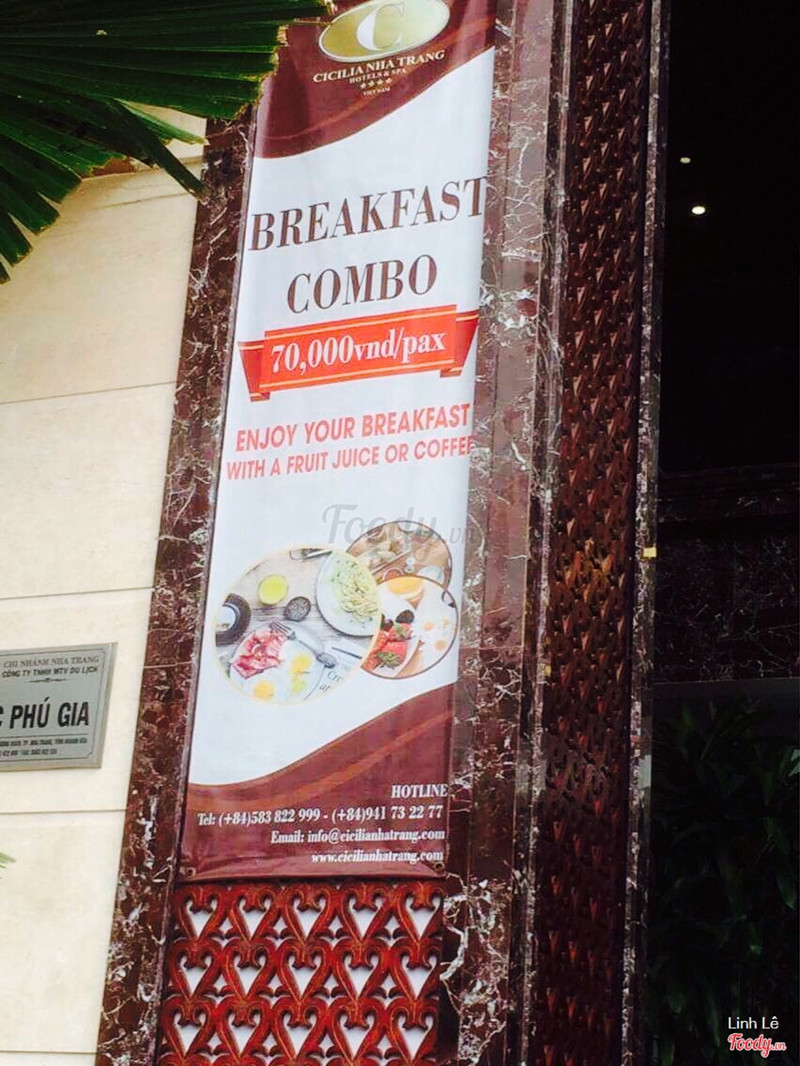 C
CICILIA NHA TRANG
HOTELS & SPA
★★★★
VIET NAM
BREAKFAST
COMBO
70,000vnd/pax
ENJOY YOUR BREAKFAST
WITH A FRUIT JUICE OR COFFEE
Foody.vn
HOTLINE
Tel: (+84)583 822 999 - (+84)941 73 22 77
Email: info@cicilianhatrang.com
www.cicilianhatrang.com
CHI NHÁNH NHA TRANG
CÔNG TY TNHH MTV DU LỊCH
C PHÚ GIA
Linh Lê
Foody.vn